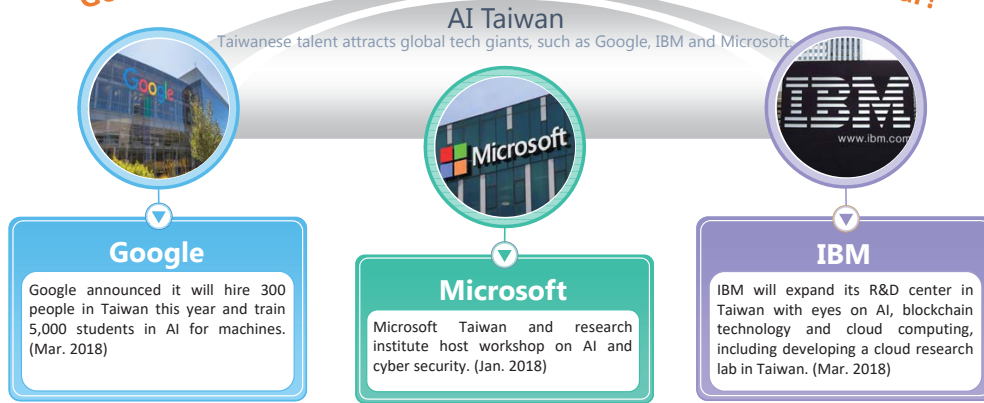 AI Taiwan
Taiwanese talent attracts global tech giants, such as Google, IBM and Microsoft.
Google
Microsoft
IBM
www.ibm.com
Google
Google announced it will hire 300
people in Taiwan this year and train
5,000 students in AI for machines.
(Mar. 2018)
Microsoft
Microsoft Taiwan and research
institute host workshop on AI and
cyber security. (Jan. 2018)
IBM
IBM will expand its R&D center in
Taiwan with eyes on AI, blockchain
technology and cloud computing,
including developing a cloud research
lab in Taiwan. (Mar. 2018)